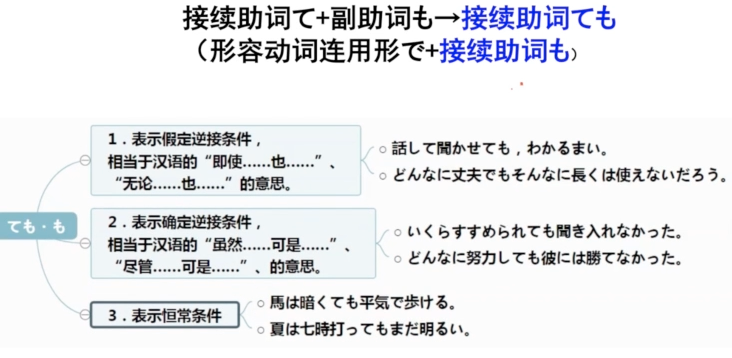 接续助词て+副助词も→接续助词ても
（形容动词连用形で+接续助词も）
ても・も
1．表示假定逆接条件，
相当于汉语的“即使……也……”、
“无论……也……”的意思。
○ 話して聞かせても，わかるまい。
○ どんなに丈夫でもそんなに長くは使えないだろう。
2．表示确定逆接条件，
相当于汉语的“虽然……可是……”、
“尽管……可是……”、的意思。
○ いくらすすめられても聞き入れなかった。
○ どんなに努力しても彼には勝てなかった。
3．表示恒常条件
○ 馬は暗くても平気で歩ける。
○ 夏は七時打ってもまだ明るい。